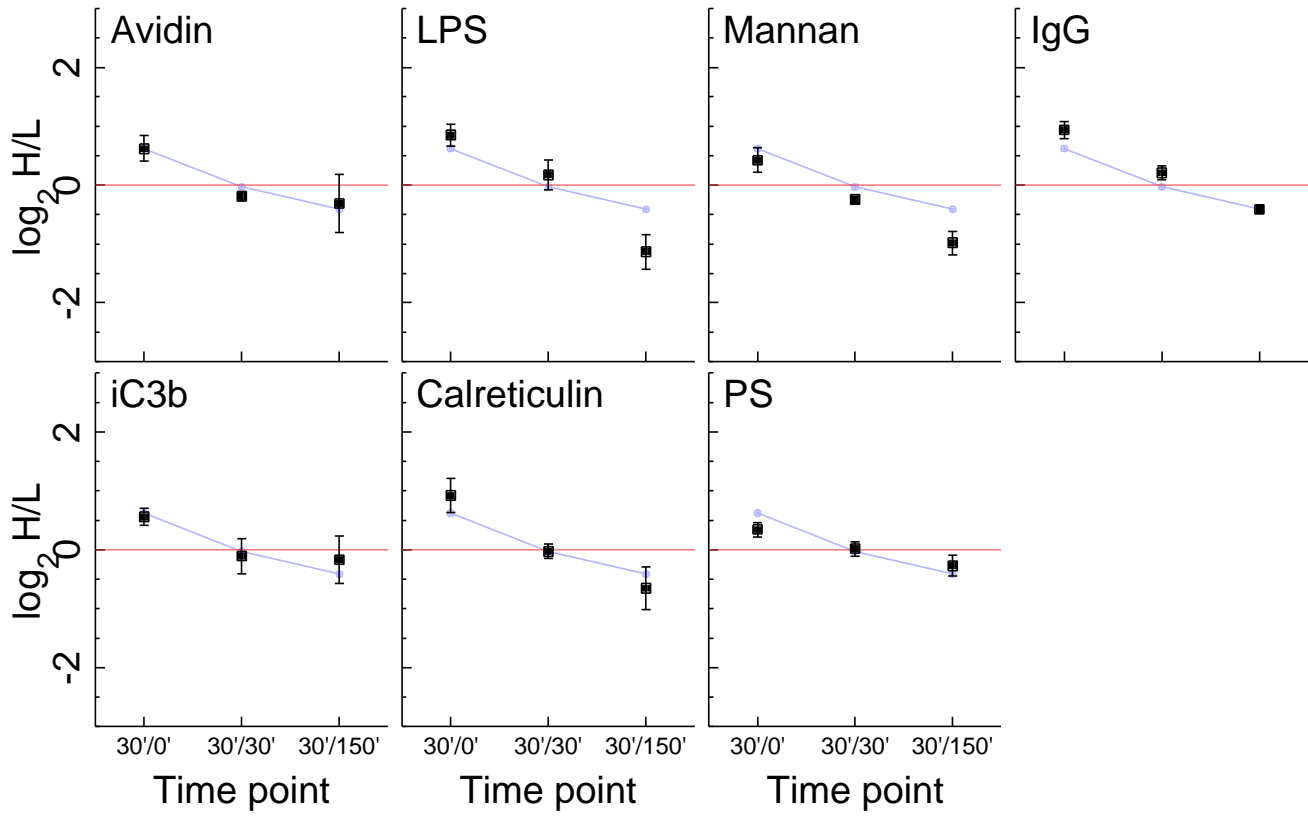 Avidin LPS Mannan IgG
2
0
-2
log2 H/L
iC3b Calreticulin PS
2
0
-2
log2 H/L
30'/0' 30'/30' 30'/150' 30'/0' 30'/30' 30'/150' 30'/0' 30'/30' 30'/150'
Time point Time point Time point